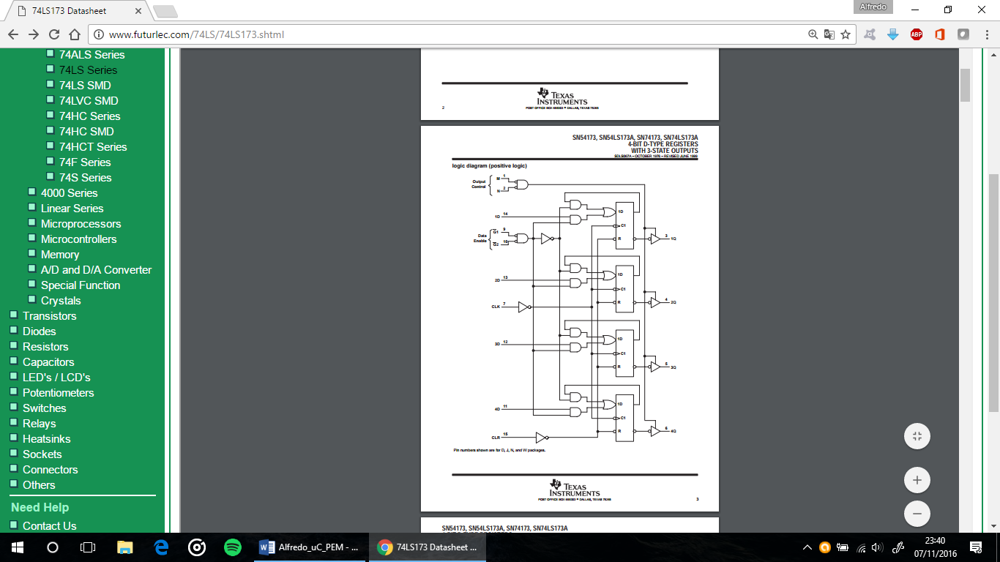 74LS173 Datasheet
Alfredo
www.futurlec.com/74LS/74LS173.shtml
ABP
74ALS Series
74LS Series
74LS SMD
74LVC SMD
74HC Series
74HC SMD
74HCT Series
74F Series
74S Series
4000 Series
Linear Series
Microprocessors
Microcontrollers
Memory
A/D and D/A Converter
Special Function
Crystals
Transistors
Diodes
Resistors
Capacitors
LED's / LCD's
Potentiometers
Switches
Relays
Heatsinks
Sockets
Connectors
Others
Need Help
Contact Us
TEXAS
INSTRUMENTS
POST OFFICE BOX 655303 • DALLAS, TEXAS 75265
2
SN54173, SN54LS173A, SN74173, SN74LS173A
4-BIT D-TYPE REGISTERS
WITH 3-STATE OUTPUTS
SDLS067A – OCTOBER 1976 – REVISED JUNE 1999
logic diagram (positive logic)
Output
Control
M 1
N 2
1D 14
Data
Enable
G1 9
G2 10
1D
C1
R
3 1Q
2D 13
1D
C1
R
4 2Q
CLK 7
3D 12
1D
C1
R
5 3Q
4D 11
1D
C1
R
6 4Q
CLR 15
Pin numbers shown are for D, J, N, and W packages.
TEXAS
INSTRUMENTS
POST OFFICE BOX 655303 • DALLAS, TEXAS 75265
3
SN54173, SN54LS173A, SN74173, SN74LS173A
Alfredo_uC_PEM - ...
74LS173 Datasheet ...
23:40
07/11/2016